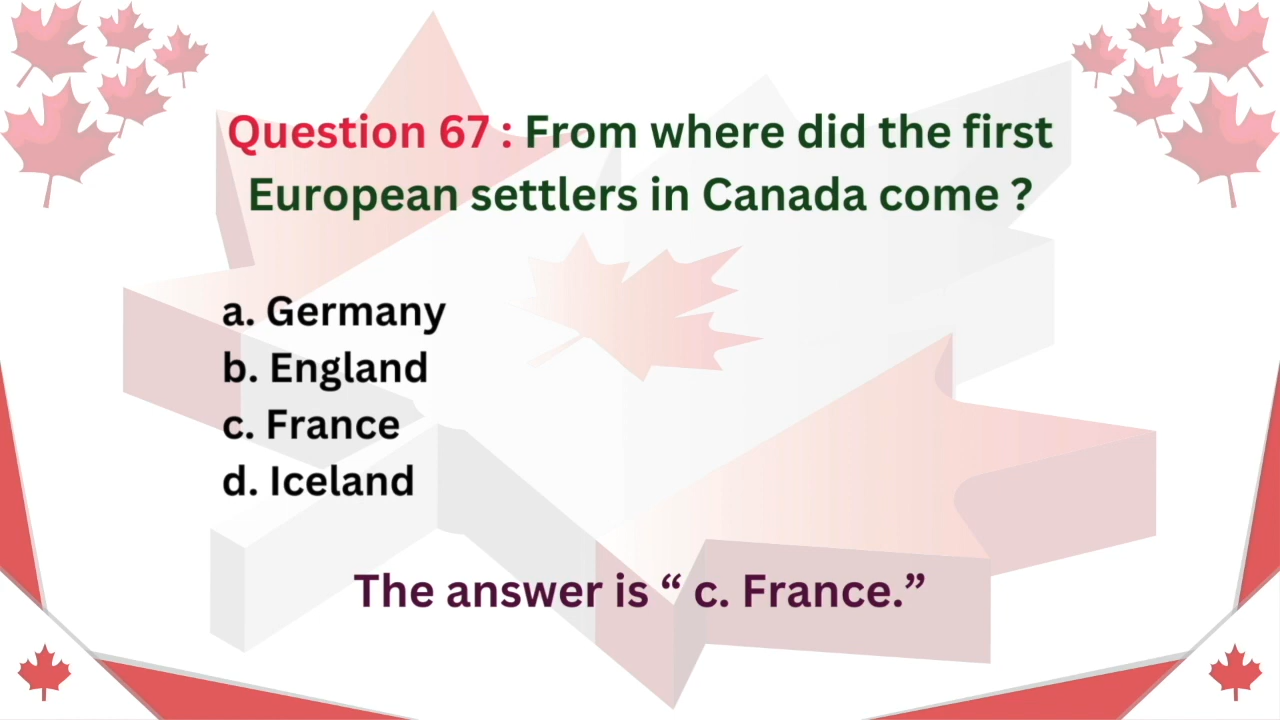 Question 67 : From where did the first
European settlers in Canada come ?
a. Germany
b. England
c. France
d. Iceland
The answer is “ c. France.”